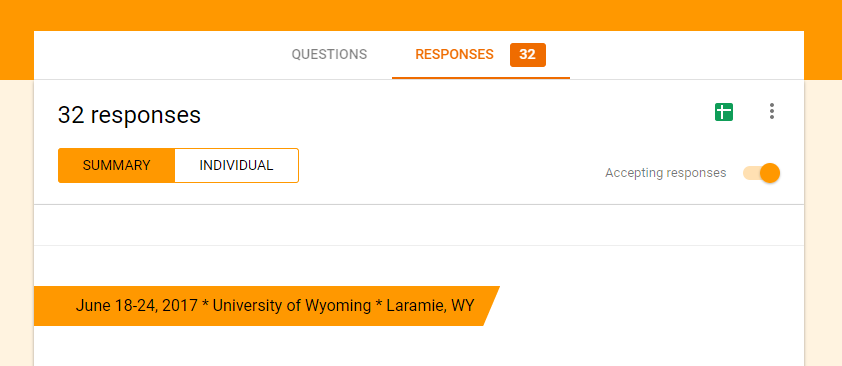 QUESTIONS RESPONSES 32
32 responses
SUMMARY INDIVIDUAL
Accepting responses
June 18-24, 2017 * University of Wyoming * Laramie, WY